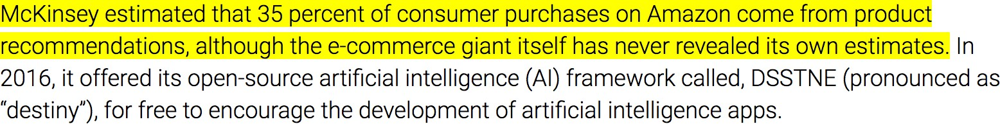 McKinsey estimated that 35 percent of consumer purchases on Amazon come from product
recommendations, although the e-commerce giant itself has never revealed its own estimates. In
2016, it offered its open-source artificial intelligence (AI) framework called, DSSTNE (pronounced as
“destiny”), for free to encourage the development of artificial intelligence apps.